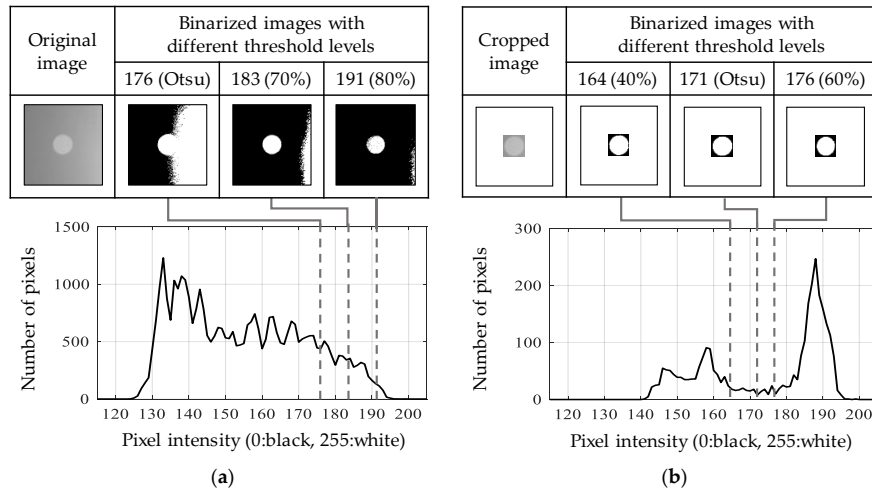 Original
image
Binarized images with
different threshold levels
176 (Otsu)
183 (70%)
191 (80%)
1500
1000
500
0
Number of pixels
120 130 140 150 160 170 180 190 200
Pixel intensity (0:black, 255:white)
(a)
Cropped
image
Binarized images with
different threshold levels
164 (40%)
171 (Otsu)
176 (60%)
300
200
100
0
Number of pixels
120 130 140 150 160 170 180 190 200
Pixel intensity (0:black, 255:white)
(b)